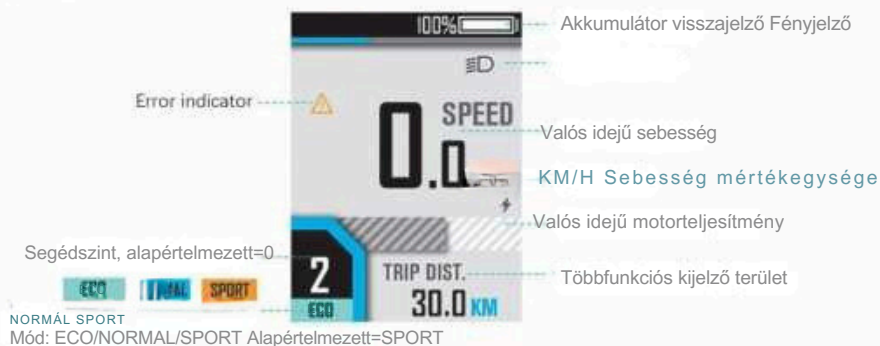 100%
Akkumulátor visszajelző Fényjelző
Error indicator
SPEED
0.0
Valós idejű sebesség
KM/H Sebesség mértékegysége
Valós idejű motorteljesítmény
Segédszint, alapértelmezett=0
2
ECO
TRIP DIST.
30.0 KM
Többfunkciós kijelző terület
ECO SPORT
NORMÁL SPORT
Mód: ECO/NORMAL/SPORT Alapértelmezett=SPORT